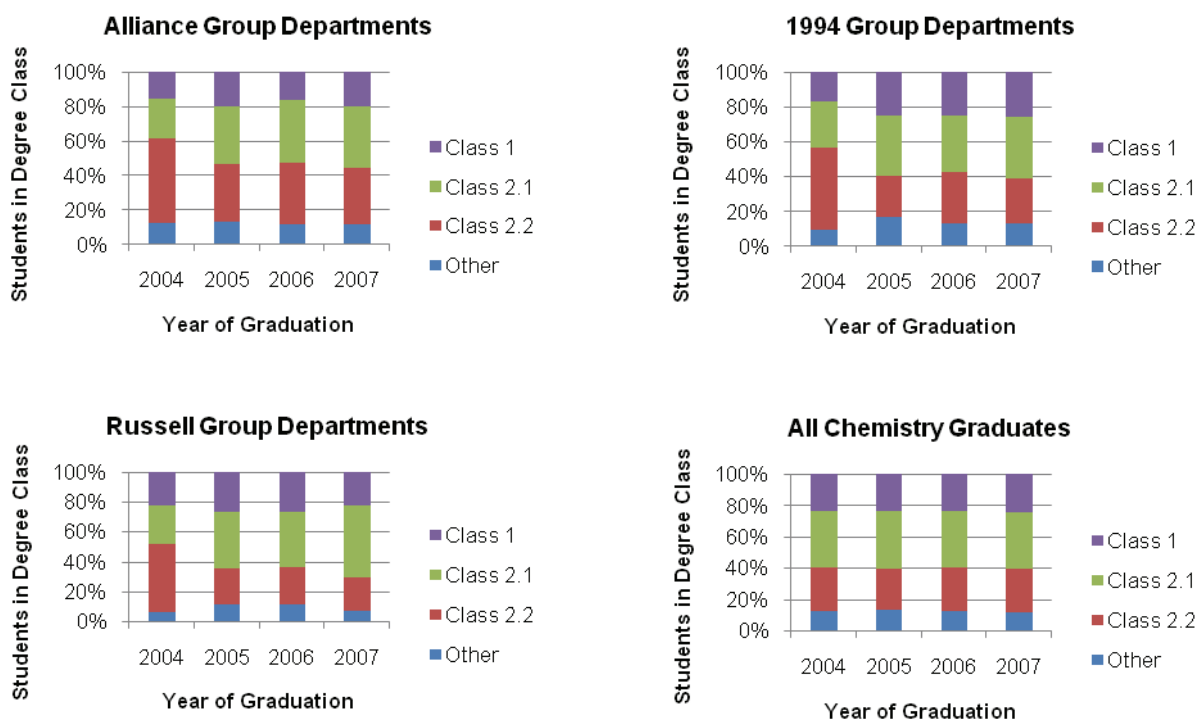 Alliance Group Departments
Students in Degree Class
100%
80%
60%
40%
20%
0%
2004 2005 2006 2007
Year of Graduation
Class 1
Class 2.1
Class 2.2
Other
1994 Group Departments
Students in Degree Class
100%
80%
60%
40%
20%
0%
2004 2005 2006 2007
Year of Graduation
Class 1
Class 2.1
Class 2.2
Other
Russell Group Departments
Students in Degree Class
100%
80%
60%
40%
20%
0%
2004 2005 2006 2007
Year of Graduation
Class 1
Class 2.1
Class 2.2
Other
All Chemistry Graduates
Students in Degree Class
100%
80%
60%
40%
20%
0%
2004 2005 2006 2007
Year of Graduation
Class 1
Class 2.1
Class 2.2
Other